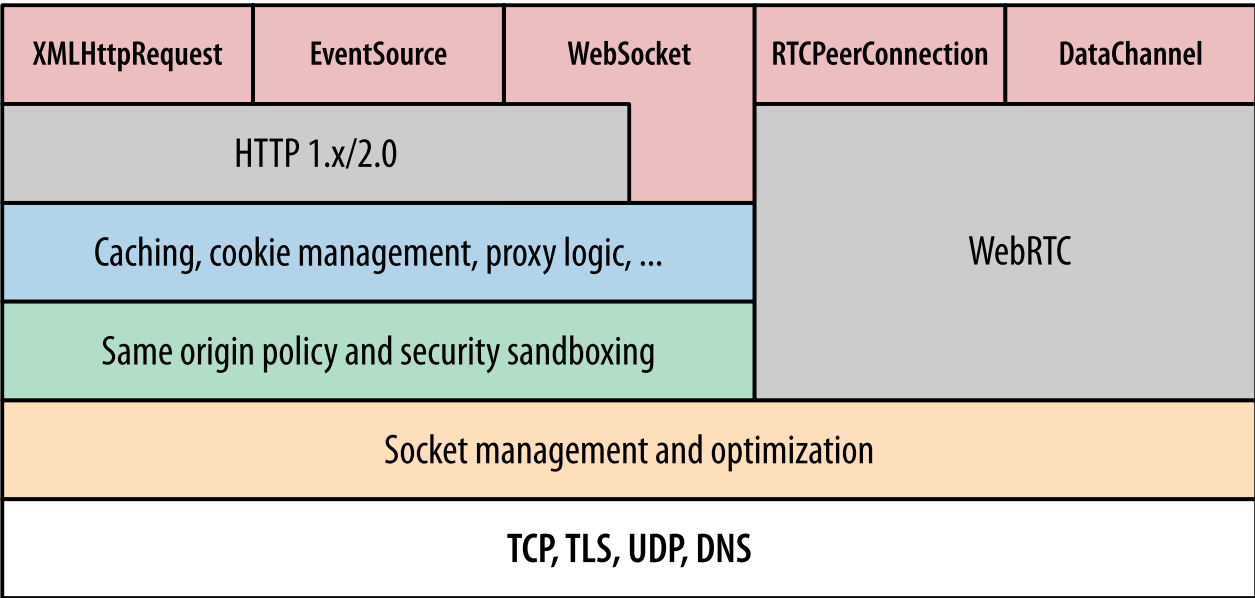 XMLHttpRequest
EventSource
WebSocket
RTCPeerConnection
DataChannel
HTTP 1.x/2.0
Caching, cookie management, proxy logic, ...
WebRTC
Same origin policy and security sandboxing
Socket management and optimization
TCP, TLS, UDP, DNS